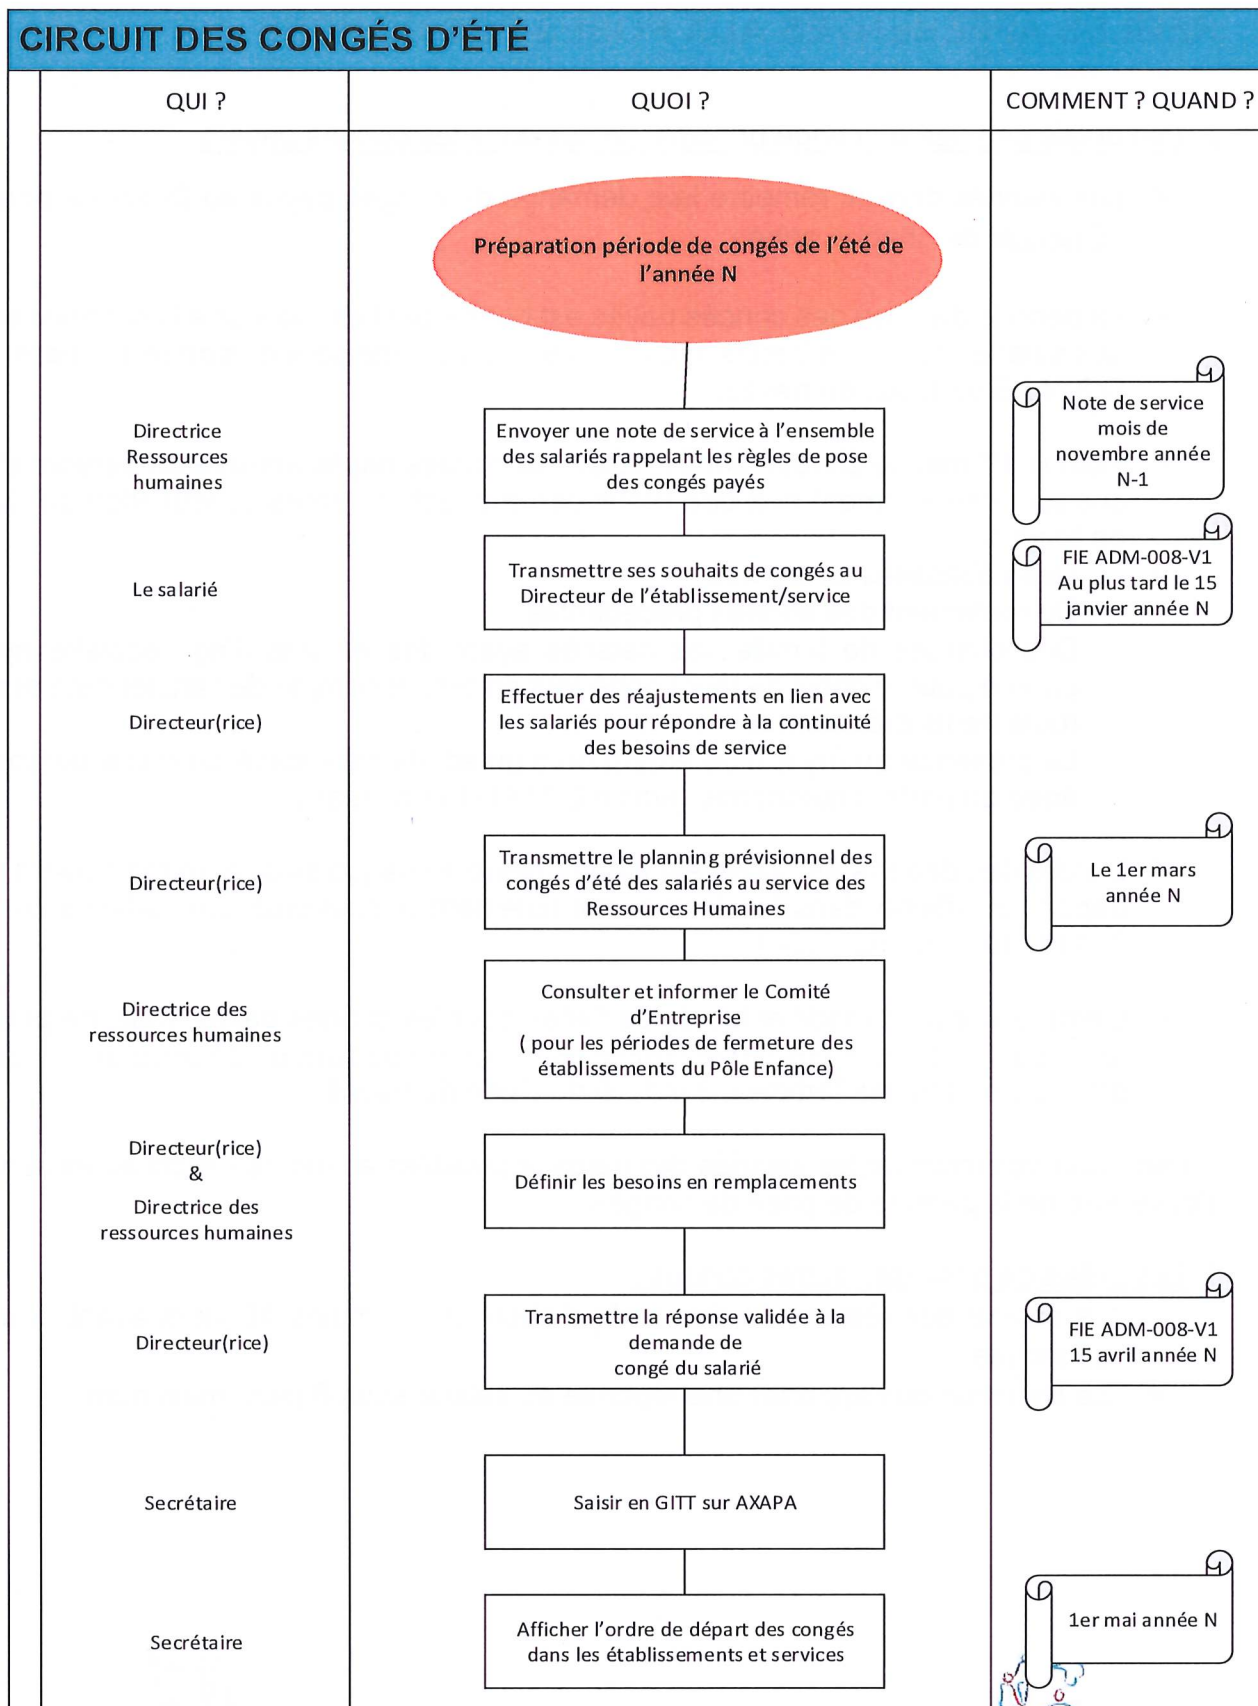 CIRCUIT DES CONGÉS D'ÉTÉ
QUI ?
QUOI ?
COMMENT ? QUAND ?
Préparation période de congés de l'été de
l'année N
Directrice
Ressources
humaines
Envoyer une note de service à l'ensemble
des salariés rappelant les règles de pose
des congés payés
Note de service
mois de
novembre année
N-1
Le salarié
Transmettre ses souhaits de congés au
Directeur de l'établissement/service
FIE ADM-008-V1
Au plus tard le 15
janvier année N
Directeur(rice)
Effectuer des réajustements en lien avec
les salariés pour répondre à la continuité
des besoins de service
Directeur(rice)
Transmettre le planning prévisionnel des
congés d'été des salariés au service des
Ressources Humaines
Le 1er mars
année N
Directrice des
ressources humaines
Consulter et informer le Comité
d'Entreprise
( pour les périodes de fermeture des
établissements du Pôle Enfance)
Directeur(rice)
&
Directrice des
ressources humaines
Définir les besoins en remplacements
Directeur(rice)
Transmettre la réponse validée à la
demande de
congé du salarié
FIE ADM-008-V1
15 avril année N
Secrétaire
Saisir en GITT sur AXAPA
Secrétaire
Afficher l'ordre de départ des congés
dans les établissements et services
1er mai année N